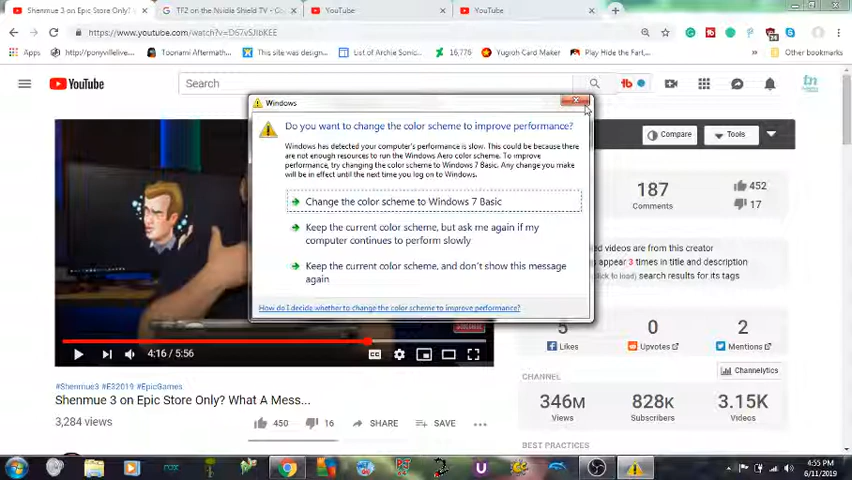 Shenmue 3 on Epic Store Only?
TF2 on the Nvidia Shield TV -
YouTube
YouTube
Apps
http://ponyvillelive...
Toonami Aftermath...
This site was design...
List of Archie Sonic...
16,776
Yugioh Card Maker
Play Hide the Fart,...
Other bookmarks
YouTube
Search
Windows
Do you want to change the color scheme to improve performance?
Windows has detected your computer's performance is slow. This could be because there
are not enough resources to run the Windows Aero color scheme. To improve
performance, try changing the color scheme to Windows 7 Basic. Any change you make
will be in effect until the next time you log on to Windows.
Change the color scheme to Windows 7 Basic
Keep the current color scheme, but ask me again if my
computer continues to perform slowly
Keep the current color scheme, and don't show this message
again
How do I decide whether to change the color scheme to improve performance?
Compare
Tools
187
Comments
452
17
videos are from this creator
appear 3 times in title and description
search results for its tags
5
Likes
0
Upvotes
2
Mentions
Channelytics
CHANNEL
346M
Views
828K
Subscribers
3.15K
Videos
BEST PRACTICES
4:16 / 5:56
CC
#Shenmue3 #E32019 #EpicGames
Shenmue 3 on Epic Store Only? What A Mess...
3,284 views
450
16
SHARE
SAVE
4:55 PM
6/11/2019